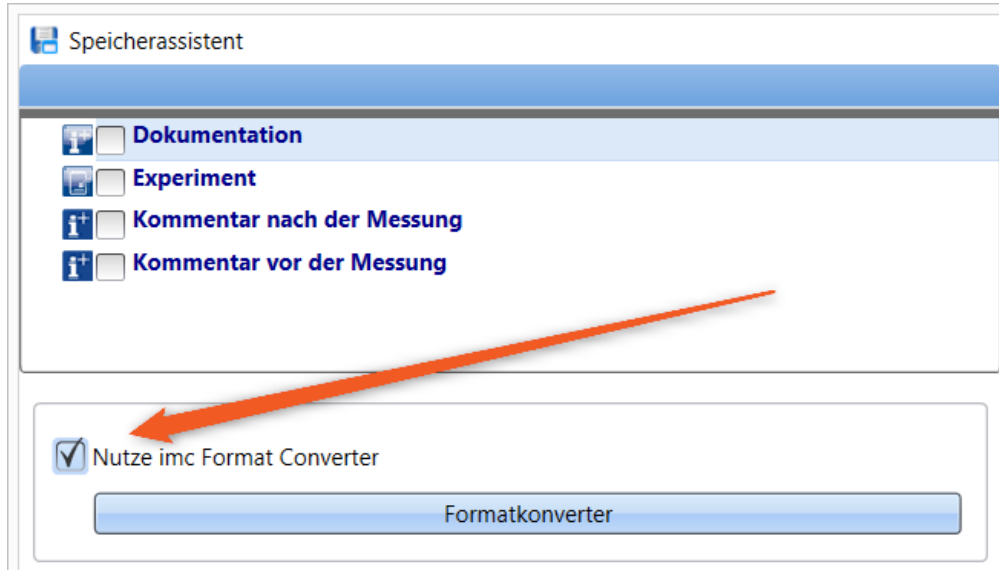 Speicherassistent
Dokumentation
Experiment
Kommentar nach der Messung
Kommentar vor der Messung
Nutze imc Format Converter
Formatkonverter